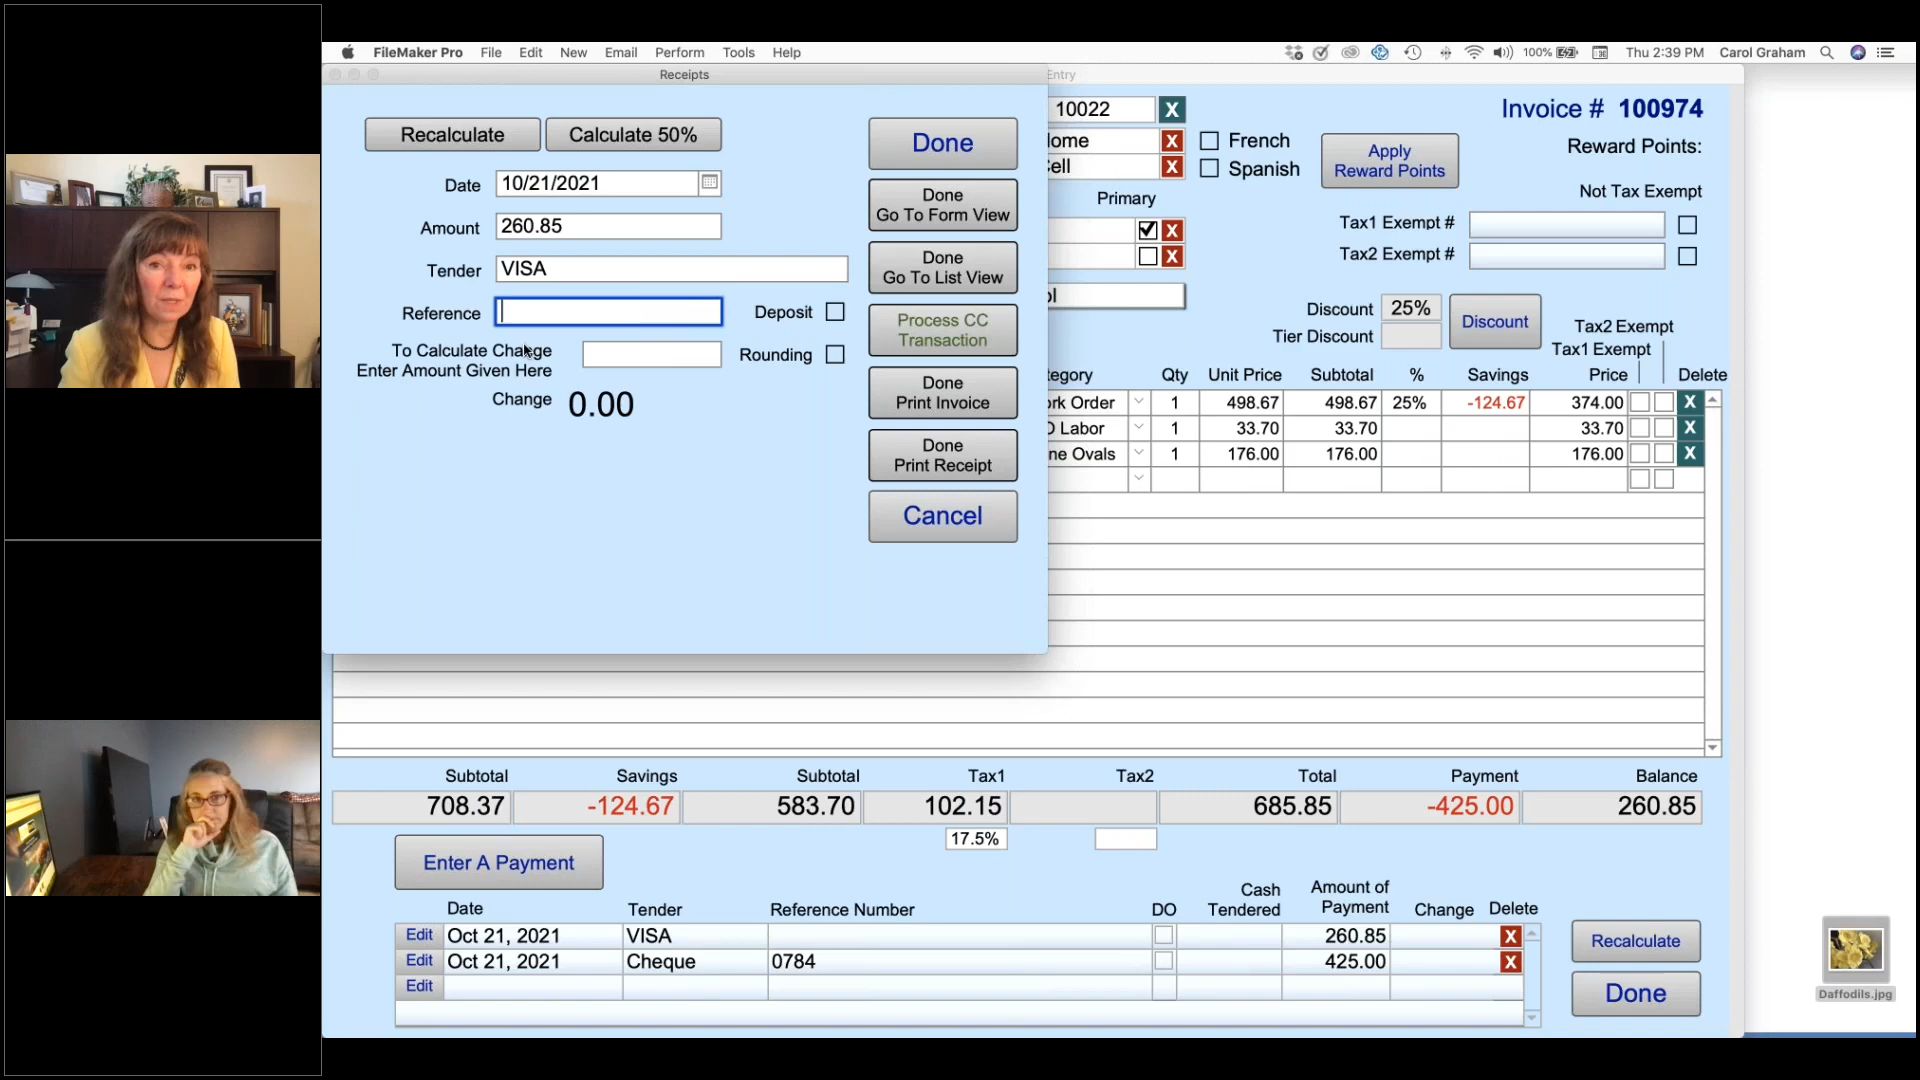 FileMaker Pro File Edit New Email Perform Tools Help 100% Thu 2:39 PM Carol Graham
Receipts
Entry
Recalculate
Calculate 50%
Date 10/21/2021
Amount 260.85
Tender VISA
Reference
Deposit
To Calculate Change
Enter Amount Given Here
Rounding
Change 0.00
Done
Done
Go To Form View
Done
Go To List View
Process CC
Transaction
Done
Print Invoice
Done
Print Receipt
Cancel
10022 X
Invoice # 100974
ome X
French
ell X
Spanish
Apply
Reward Points
Reward Points:
Primary
Not Tax Exempt
X
Tax1 Exempt #
X
Tax2 Exempt #
ol
Discount 25%
Tier Discount
Discount
Tax2 Exempt
Tax1 Exempt
tegory Qty Unit Price Subtotal % Savings Price Delete
ork Order 1 498.67 498.67 25% -124.67 374.00 X
O Labor 1 33.70 33.70 33.70 X
ne Ovals 1 176.00 176.00 176.00 X
Subtotal Savings Subtotal Tax1 Tax2 Total Payment Balance
708.37 -124.67 583.70 102.15 685.85 -425.00 260.85
17.5%
Enter A Payment
Date Tender Reference Number DO Cash Tendered Amount of Payment Change Delete
Edit Oct 21, 2021 VISA 260.85 X
Edit Oct 21, 2021 Cheque 0784 425.00 X
Edit
Recalculate
Done
Daffodils.jpg